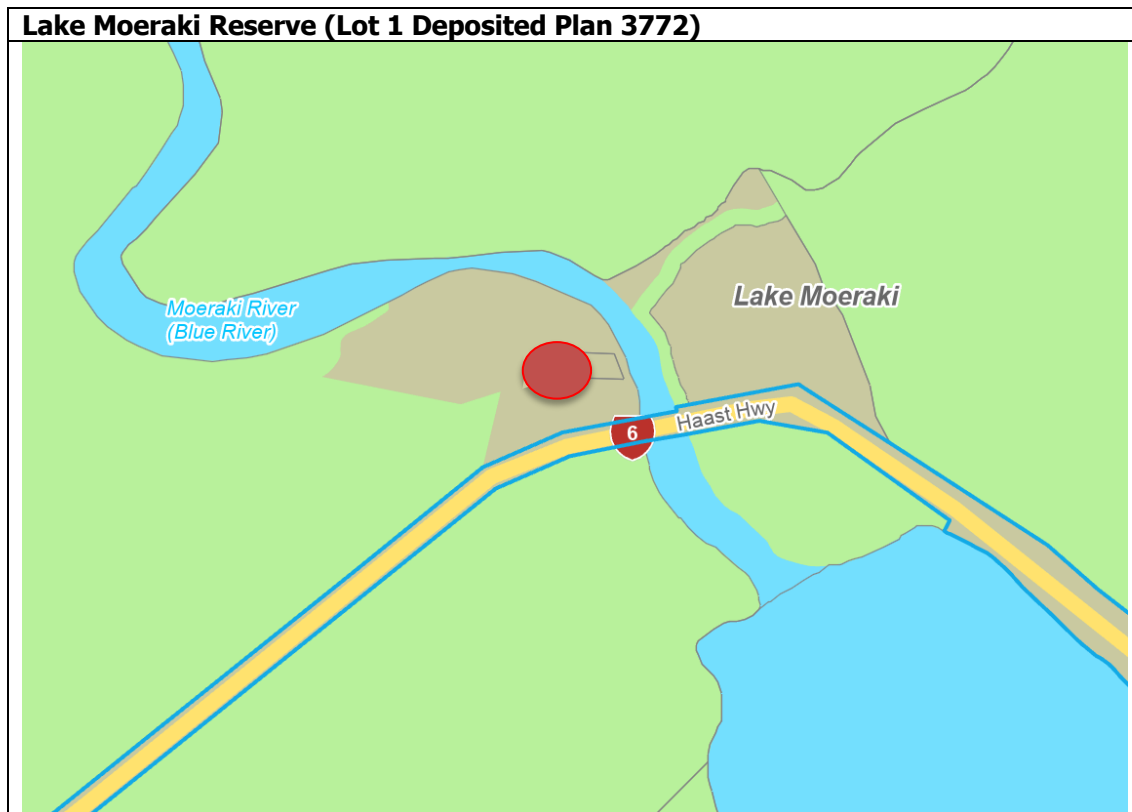 Lake Moeraki Reserve (Lot 1 Deposited Plan 3772)
Moeraki River
(Blue River)
Lake Moeraki
Haast Hwy
6